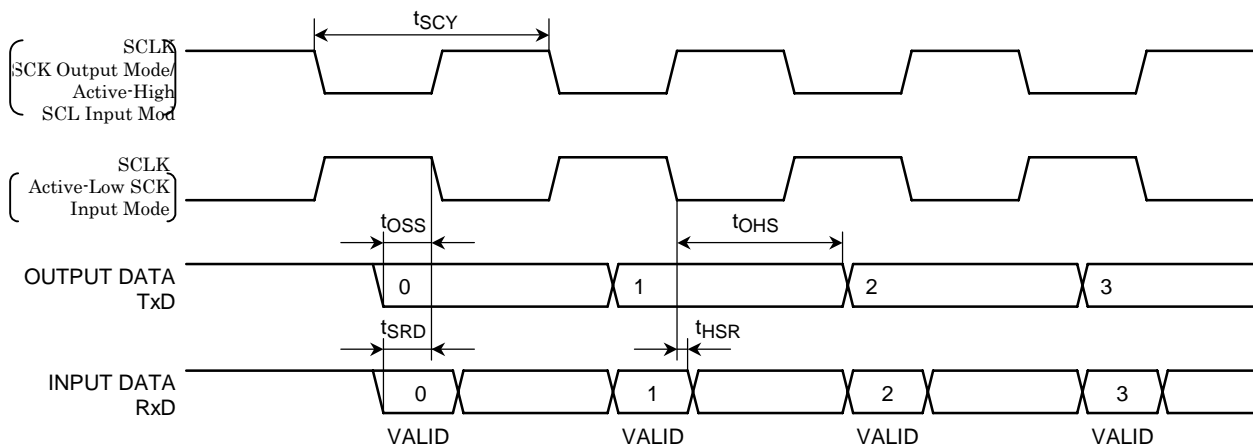 tSCY
SCLK
SCK Output Mode/
Active-High
SCL Input Mod
SCLK
Active-Low SCK
Input Mode
tOSS
tOHS
OUTPUT DATA
TxD
0
1
2
3
tSRD
tHSR
INPUT DATA
RxD
0
1
2
3
VALID
VALID
VALID
VALID